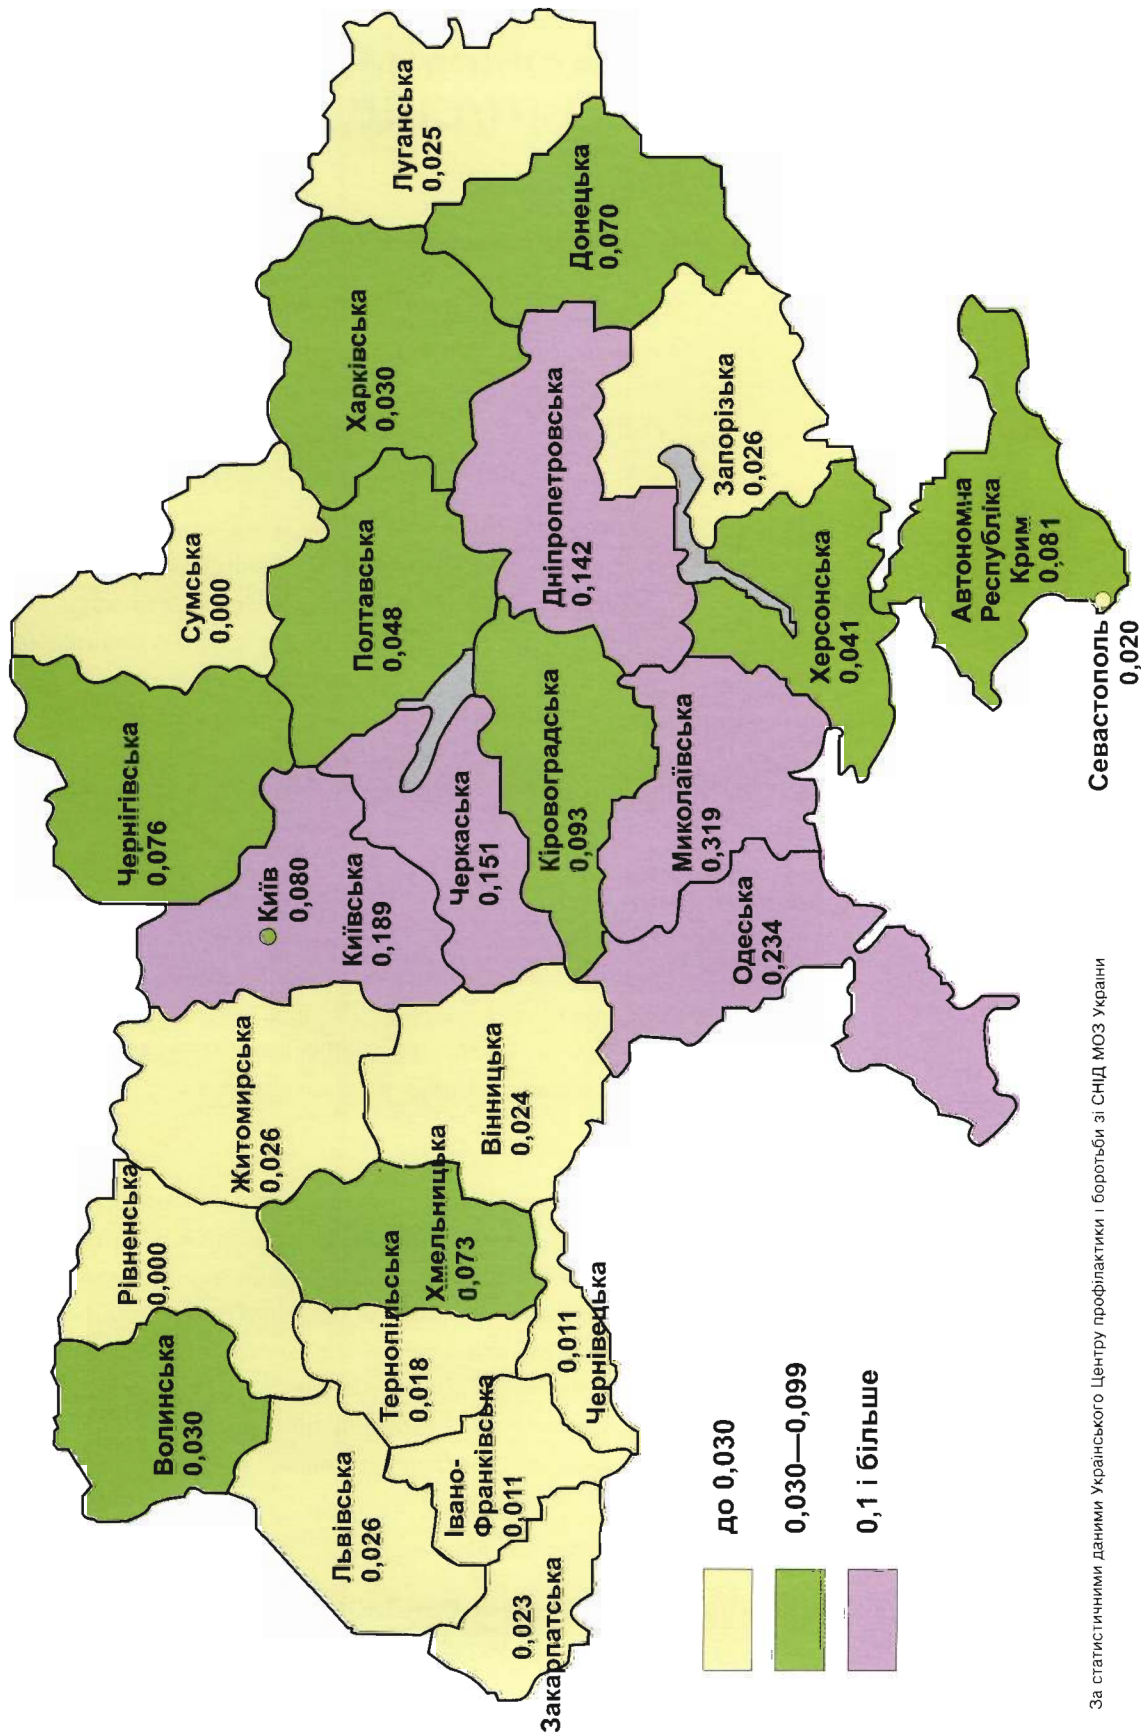 Волинська
0,030
Рівненська
0,000
Житомирська
0,026
Київ
0,080
Київська
0,189
Чернігівська
0,076
Сумська
0,000
Львівська
0,026
Тернопільська
0,018
Хмельницька
0,073
Вінницька
0,024
Черкаська
0,151
Полтавська
0,048
Харківська
0,030
Луганська
0,025
Закарпатська
0,023
Івано-
Франківська
0,011
0,011
Чернівецька
Кіровоградська
0,093
Дніпропетровська
0,142
Донецька
0,070
Одеська
0,234
Миколаївська
0,319
Запорізька
0,026
Херсонська
0,041
Автономна
Республіка
Крим
0,081
Севастополь
0,020
до 0,030
0,030—0,099
0,1 і більше
За статистичними даними Українського Центру профілактики і боротьби зі СНІД МОЗ України